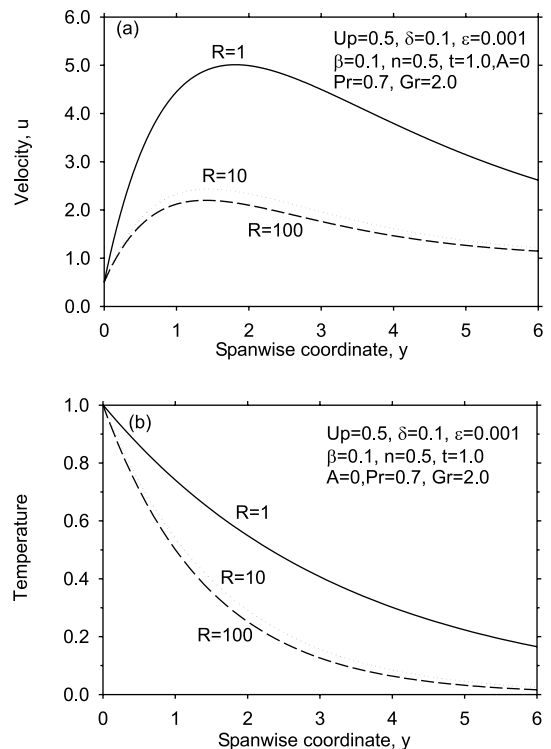 (a)
Up=0.5, δ=0.1, ε=0.001
β=0.1, n=0.5, t=1.0,A=0
Pr=0.7, Gr=2.0
R=1
R=10
R=100
6.0
5.0
4.0
3.0
2.0
1.0
0.0
Velocity, u
0 1 2 3 4 5 6
Spanwise coordinate, y
(b)
Up=0.5, δ=0.1, ε=0.001
β=0.1, n=0.5, t=1.0
A=0,Pr=0.7, Gr=2.0
R=1
R=10
R=100
1.0
0.8
0.6
0.4
0.2
0.0
Temperature
0 1 2 3 4 5 6
Spanwise coordinate, y